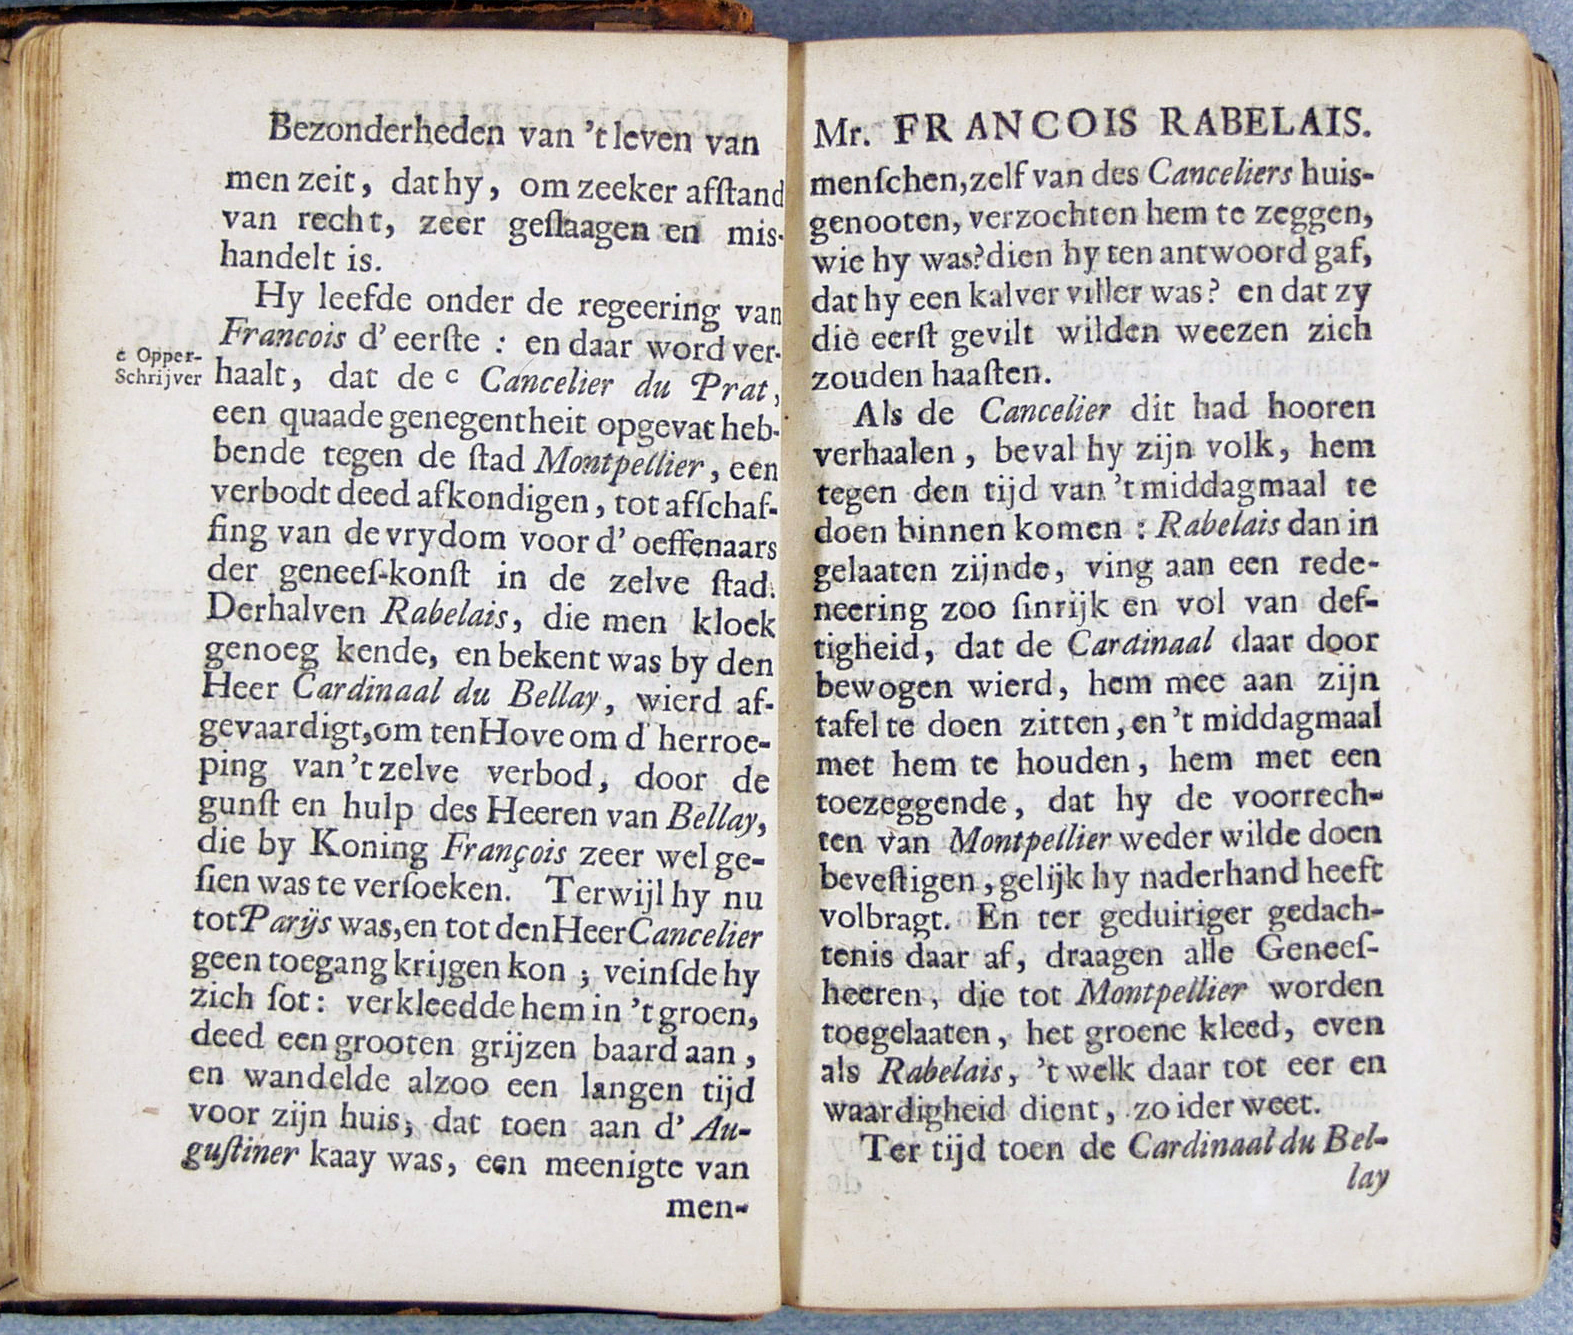 Bezonderheden van 't leven van
men zeit, dat hy, om zeeker afſtand
van recht, zeer geſlaagen en mis-
handelt is.
Hy leefde onder de regeering van
Francois d' eerſte : en daar word ver-
c Opper-
Schrijver
haalt, dat de c Cancelier du Prat,
een quaade genegentheit opgevat heb-
bende tegen de ſtad Montpellier, een
verbodt deed afkondigen, tot afſchaf-
fing van de vrydom voor d' oeffenaars
der geneeſ-konſt in de zelve ſtad.
Derhalven Rabelais, die men kloek
genoeg kende, en bekent was by den
Heer Cardinaal du Bellay, wierd af-
gevaardigt, om ten Hove om d' herroe-
ping van 't zelve verbod, door de
gunſt en hulp des Heeren van Bellay,
die by Koning François zeer wel ge-
ſien was te verſoeken. Terwijl hy nu
tot Parijs was, en tot den Heer Cancelier
geen toegang krijgen kon ; veinſde hy
zich ſot : verkleedde hem in 't groen,
deed een grooten grijzen baard aan,
en wandelde alzoo een langen tijd
voor zijn huis, dat toen aan d' Au-
guſtiner kaay was, een meenigte van
men-
Mr. FRANCOIS RABELAIS.
menſchen, zelf van des Canceliers huis-
genooten, verzochten hem te zeggen,
wie hy was? dien hy ten antwoord gaf,
dat hy een kalver viller was? en dat zy
die eerſt gevilt wilden weezen zich
zouden haaſten.
Als de Cancelier dit had hooren
verhaalen, beval hy zijn volk, hem
tegen den tijd van 't middagmaal te
doen binnen komen : Rabelais dan in
gelaaten zijnde, ving aan een rede-
neering zoo ſinrijk en vol van def-
tigheid, dat de Cardinaal daar door
bewogen wierd, hem mee aan zijn
tafel te doen zitten, en 't middagmaal
met hem te houden, hem met een
toezeggende, dat hy de voorrech-
ten van Montpellier weder wilde doen
beveſtigen, gelijk hy naderhand heeft
volbragt. En ter geduiriger gedach-
tenis daar af, draagen alle Geneeſ-
heeren, die tot Montpellier worden
toegelaaten, het groene kleed, even
als Rabelais, 't welk daar tot eer en
waardigheid dient, zo ider weet.
Ter tijd toen de Cardinaal du Bel-
lay